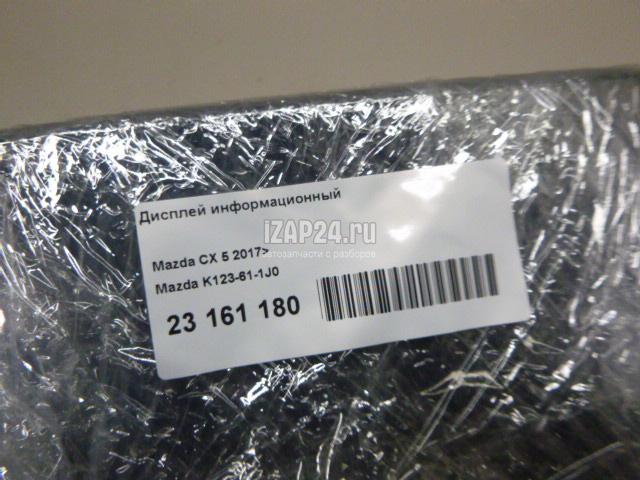 Дисплей информационный
iZAP24.ru
автозапчасти с разборов
Mazda CX 5 2017>
Mazda K123-61-1J0
23 161 180